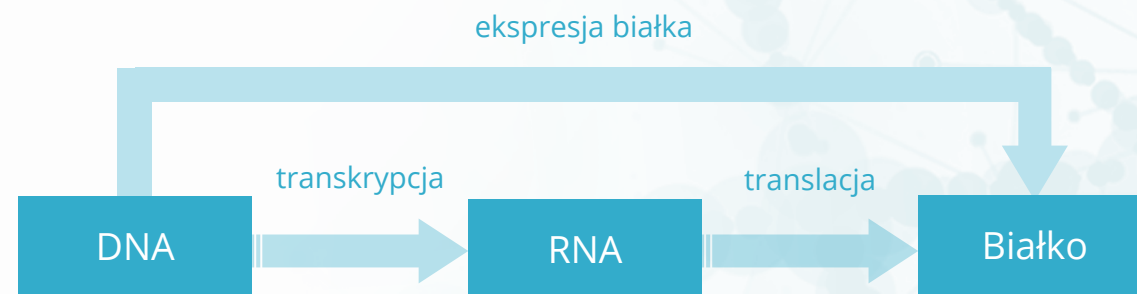 ekspresja białka
transkrypcja
translacja
DNA
RNA
Białko